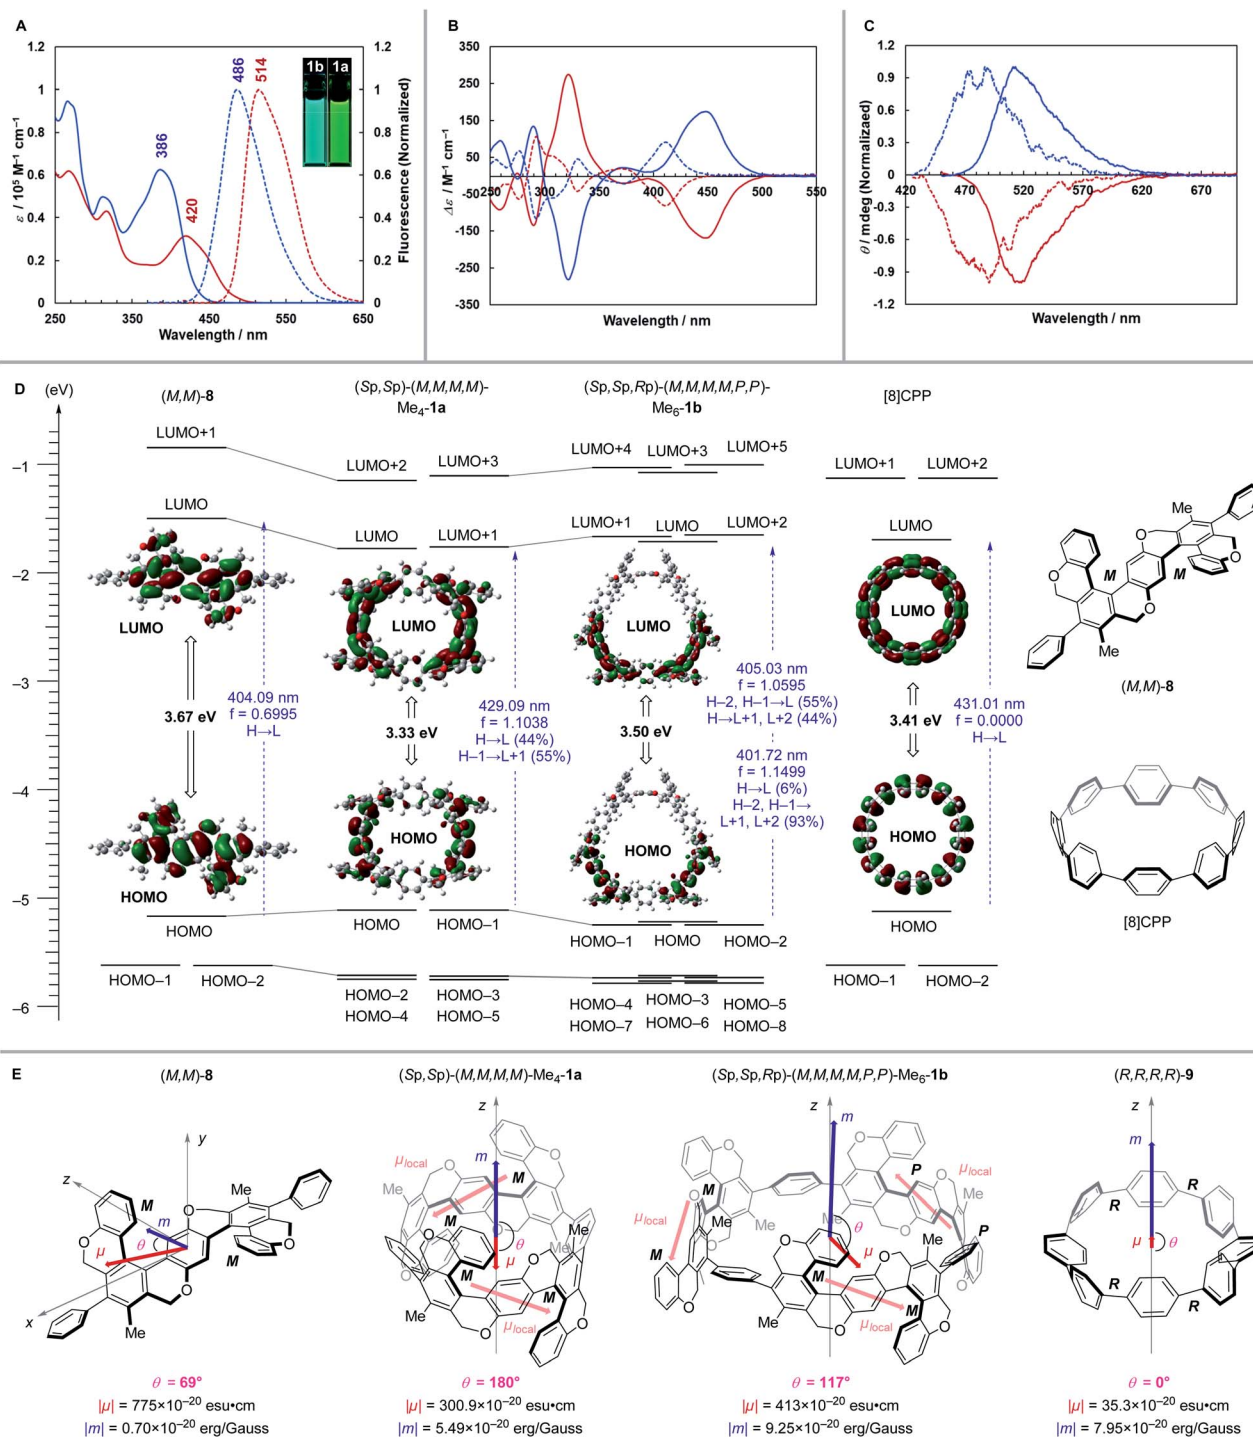 A
1.2
1
0.8
0.6
0.4
0.2
0
ε / 10⁵ M⁻¹ cm⁻¹
250
350
450
550
650
Wavelength / nm
1.2
1
0.8
0.6
0.4
0.2
0
Fluorescence (Normalized)
386
420
486
514
1b
1a
B
350
250
150
50
-50
-150
-250
-350
Δε / M⁻¹ cm⁻¹
250
300
350
400
450
500
550
Wavelength / nm
C
1.2
0.9
0.6
0.3
0
-0.3
-0.6
-0.9
-1.2
θ / mdeg (Normalizaed)
420
470
520
570
620
670
Wavelength / nm
D
(eV)
–1
–2
–3
–4
–5
–6
(M,M)-8
LUMO+1
LUMO
LUMO
3.67 eV
404.09 nm
f = 0.6995
H→L
HOMO
HOMO
HOMO–1
HOMO–2
(Sp,Sp)-(M,M,M,M)-
Me₄-1a
LUMO+2
LUMO+3
LUMO
LUMO+1
LUMO
3.33 eV
429.09 nm
f = 1.1038
H→L (44%)
H–1→L+1 (55%)
HOMO
HOMO
HOMO–1
HOMO–2
HOMO–3
HOMO–4
HOMO–5
(Sp,Sp,Rp)-(M,M,M,M,P,P)-
Me₆-1b
LUMO+4
LUMO+3
LUMO+5
LUMO+1
LUMO
LUMO+2
LUMO
3.50 eV
405.03 nm
f = 1.0595
H–2, H–1→L (55%)
H→L+1, L+2 (44%)
401.72 nm
f = 1.1499
H→L (6%)
H–2, H–1→
L+1, L+2 (93%)
HOMO
HOMO–1
HOMO
HOMO–2
HOMO–4
HOMO–3
HOMO–5
HOMO–7
HOMO–6
HOMO–8
[8]CPP
LUMO+1
LUMO+2
LUMO
LUMO
3.41 eV
431.01 nm
f = 0.0000
H→L
HOMO
HOMO
HOMO–1
HOMO–2
Me
O
O
M
M
O
O
Me
(M,M)-8
[8]CPP
E
(M,M)-8
y
z
x
M
m
θ
μ
M
Me
O
O
O
O
Me
θ = 69°
|μ| = 775×10⁻²⁰ esu•cm
|m| = 0.70×10⁻²⁰ erg/Gauss
(Sp,Sp)-(M,M,M,M)-Me₄-1a
z
m
μlocal
M
O
O
Me
M
θ
Me
Me
μ
M
O
O
M
Me
O
O
μlocal
θ = 180°
|μ| = 300.9×10⁻²⁰ esu•cm
|m| = 5.49×10⁻²⁰ erg/Gauss
(Sp,Sp,Rp)-(M,M,M,M,P,P)-Me₆-1b
z
m
O
O
P
μlocal
M
O
Me
μlocal
Me
Me
Me
O
θ
P
M
μ
O
Me
O
M
O
M
Me
O
μlocal
O
θ = 117°
|μ| = 413×10⁻²⁰ esu•cm
|m| = 9.25×10⁻²⁰ erg/Gauss
(R,R,R,R)-9
z
m
R
R
μ
θ
R
R
θ = 0°
|μ| = 35.3×10⁻²⁰ esu•cm
|m| = 7.95×10⁻²⁰ erg/Gauss